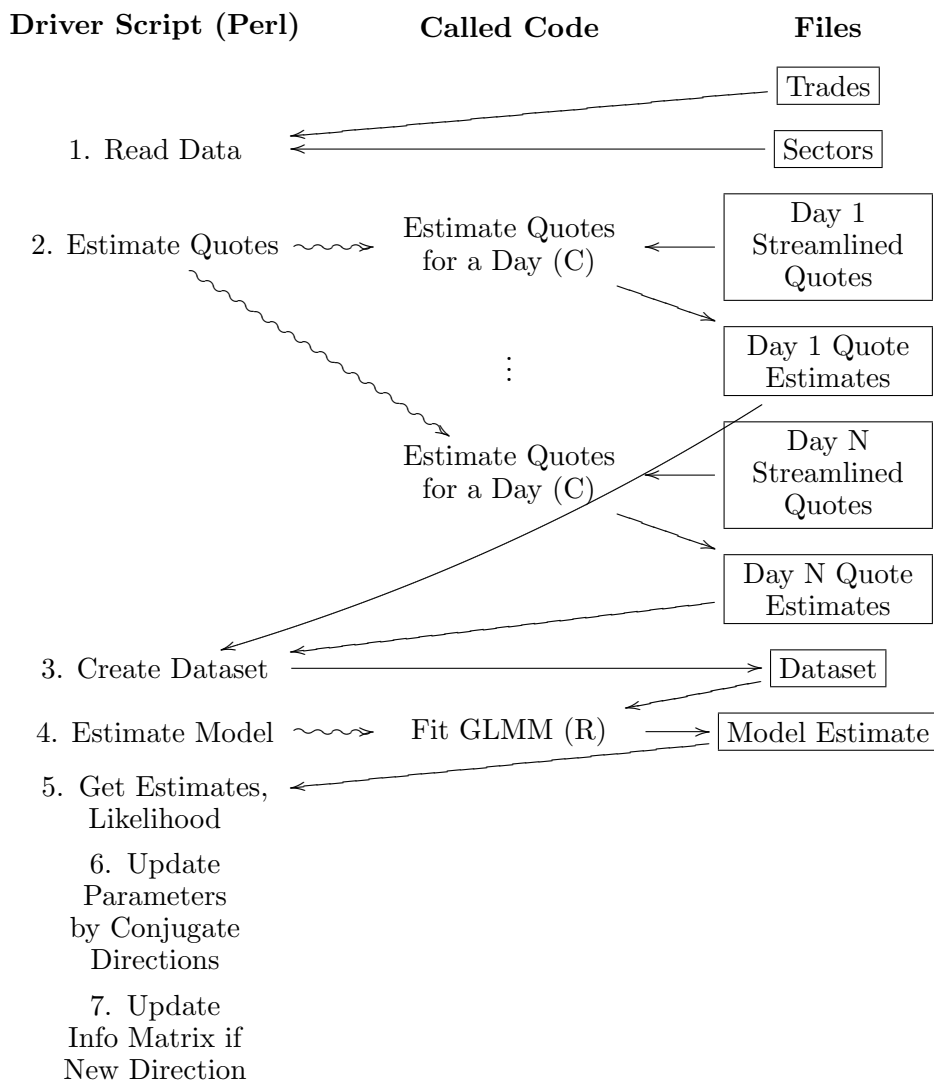 Driver Script (Perl) Called Code Files
Trades
1. Read Data Sectors
2. Estimate Quotes
Estimate Quotes
for a Day (C)
Day 1
Streamlined
Quotes
⋮
Day 1 Quote
Estimates
Estimate Quotes
for a Day (C)
Day N
Streamlined
Quotes
Day N Quote
Estimates
3. Create Dataset Dataset
4. Estimate Model Fit GLMM (R) Model Estimate
5. Get Estimates,
Likelihood
6. Update
Parameters
by Conjugate
Directions
7. Update
Info Matrix if
New Direction